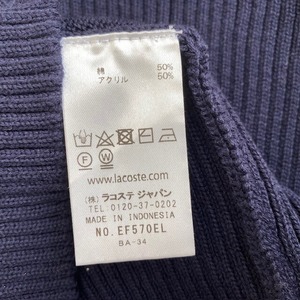 綿 50%
アクリル 50%
F W
www.lacoste.com
(株) ラコステ ジャパン
TEL.0120-37-0202
MADE IN INDONESIA
NO.EF570EL
BA-34